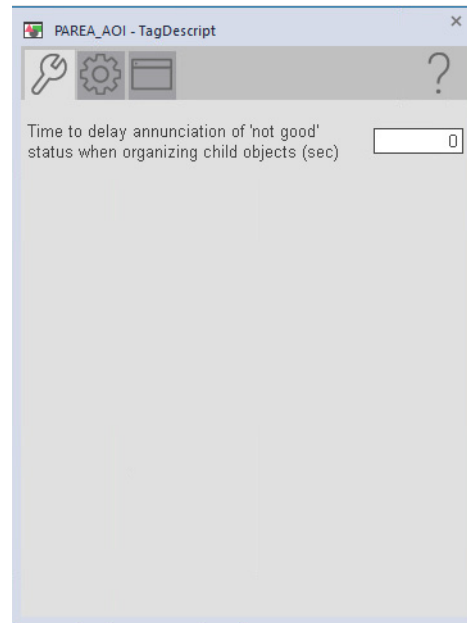 PAREA_AOI - TagDescript
Time to delay annunciation of 'not good'
status when organizing child objects (sec)
0